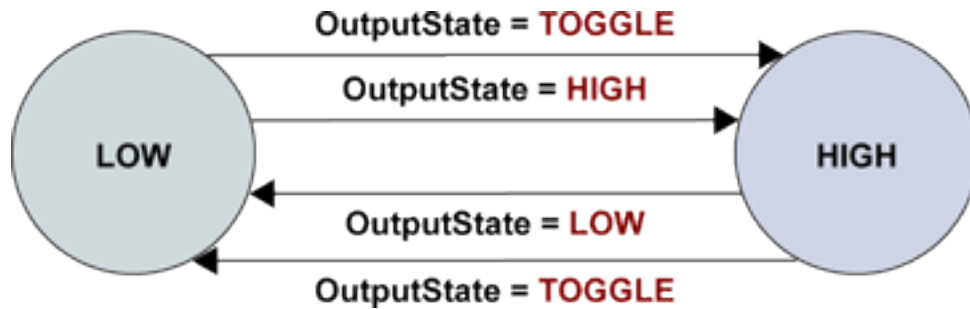 OutputState = TOGGLE
OutputState = HIGH
LOW
HIGH
OutputState = LOW
OutputState = TOGGLE